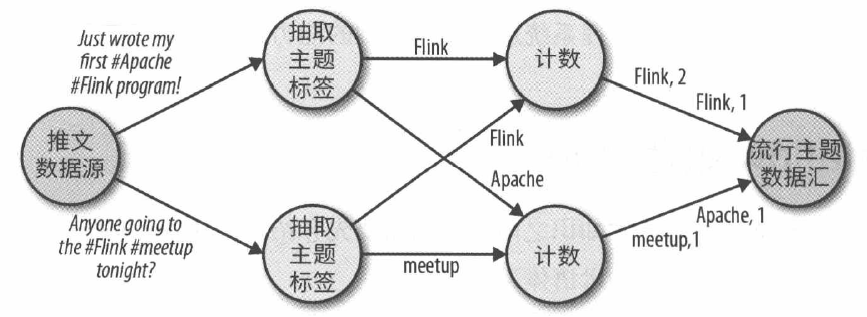 Just wrote my
first #Apache
#Flink program!
抽取
主题
标签
Flink
计数
Flink, 2
Flink, 1
推文
数据源
Flink
Apache
流行主题
数据汇
Anyone going to
the #Flink #meetup
tonight?
抽取
主题
标签
meetup
计数
Apache, 1
meetup,1